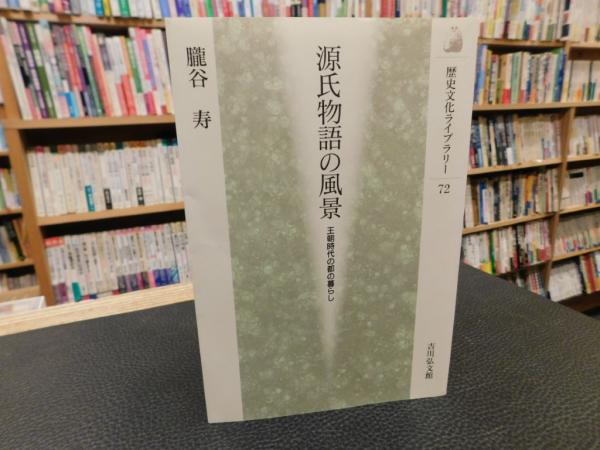 歴史文化ライブラリー
72
源氏物語の風景
王朝時代の都の暮らし
朧谷 寿
吉川弘文館